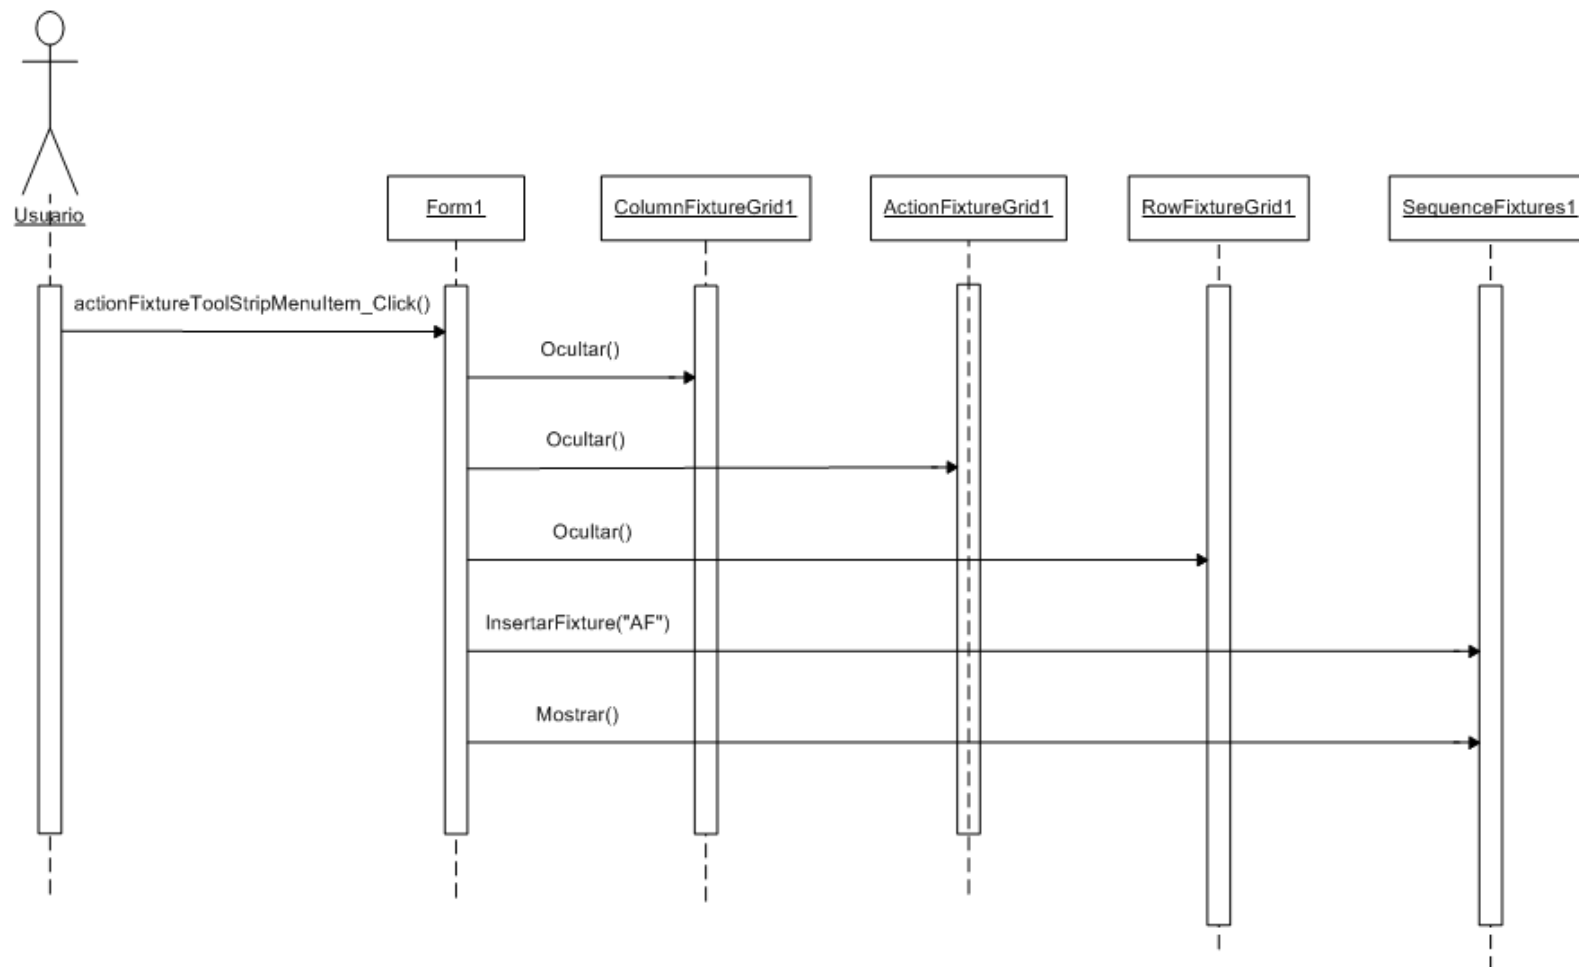 Usuario
Form1
ColumnFixtureGrid1
ActionFixtureGrid1
RowFixtureGrid1
SequenceFixtures1
actionFixtureToolStripMenuItem_Click()
Ocultar()
Ocultar()
Ocultar()
InsertarFixture("AF")
Mostrar()